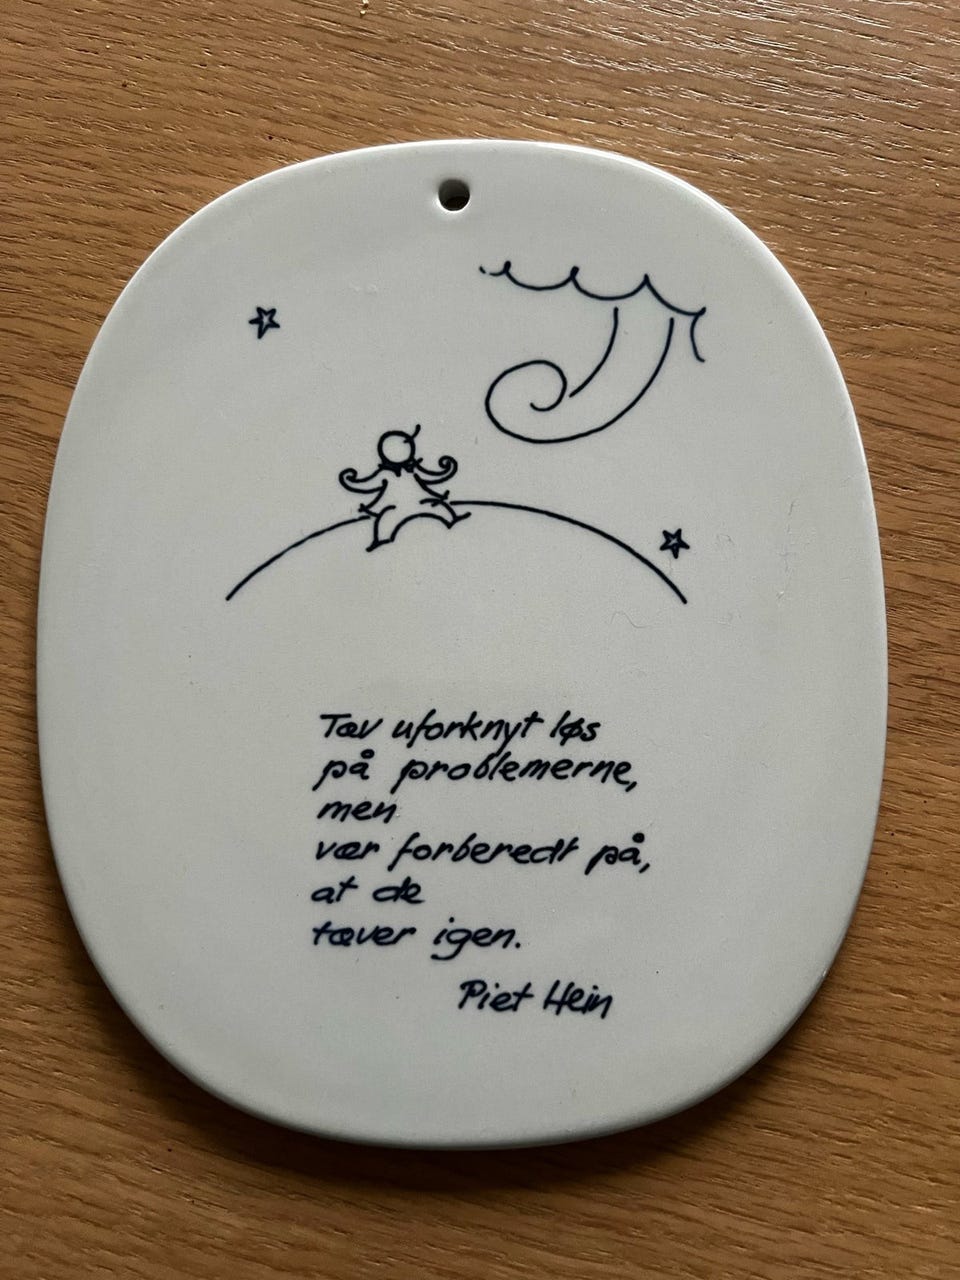 Tæv uforknyt løs
på problemerne,
men
vær forberedt på,
at de
tæver igen.
Piet Hein